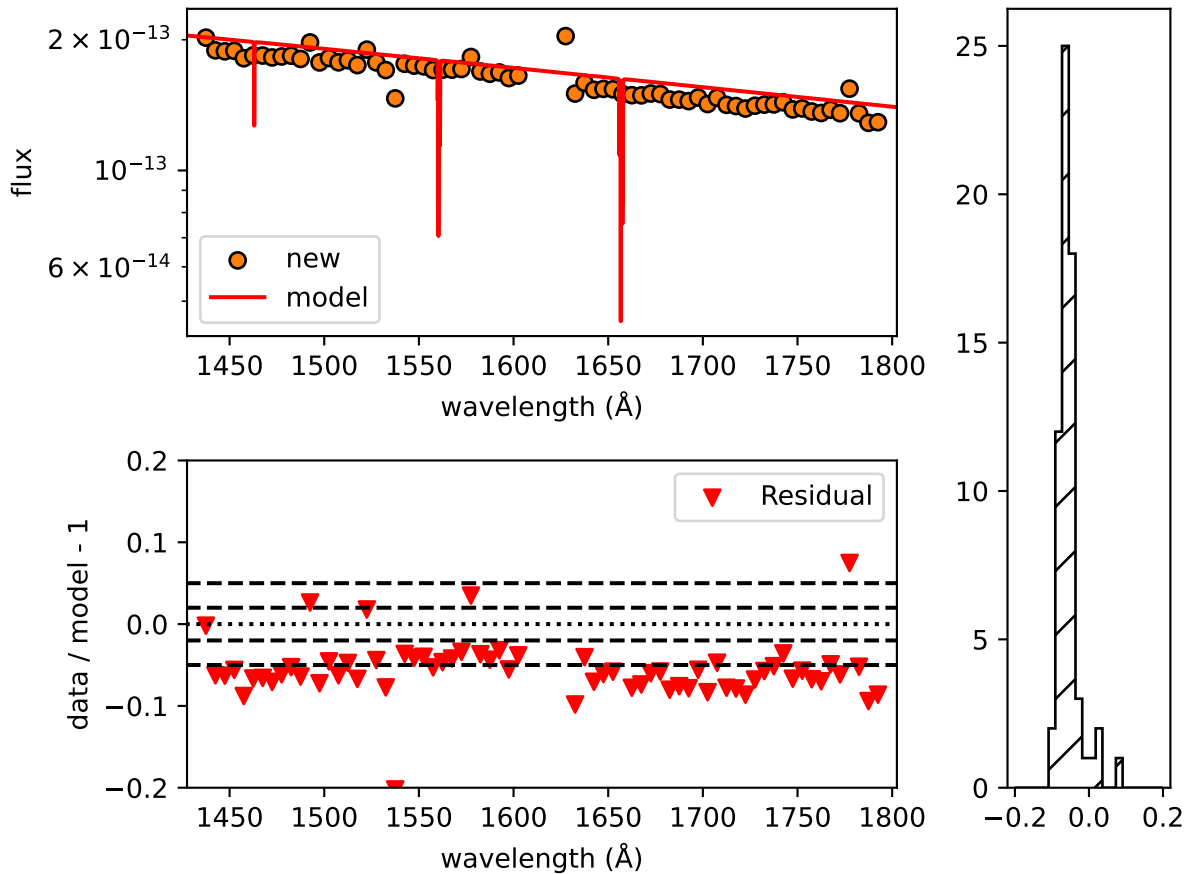 2 × 10⁻¹³
10⁻¹³
6 × 10⁻¹⁴
flux
new
model
1450 1500 1550 1600 1650 1700 1750 1800
wavelength (Å)
0.2
0.1
0.0
−0.1
−0.2
data / model - 1
Residual
1450 1500 1550 1600 1650 1700 1750 1800
wavelength (Å)
25
20
15
10
5
0
−0.2 0.0 0.2